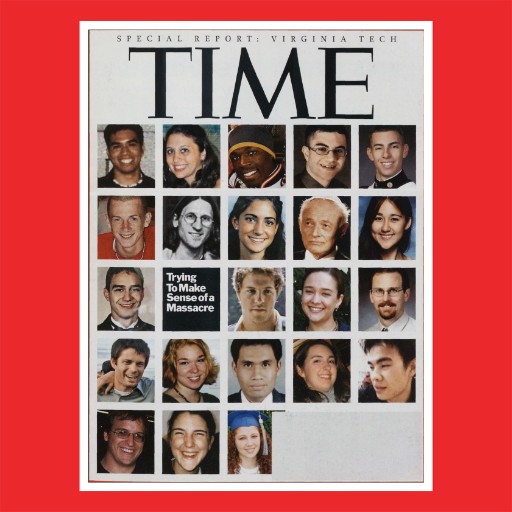 SPECIAL REPORT: VIRGINIA TECH
TIME
Trying
To Make
Sense of a
Massacre